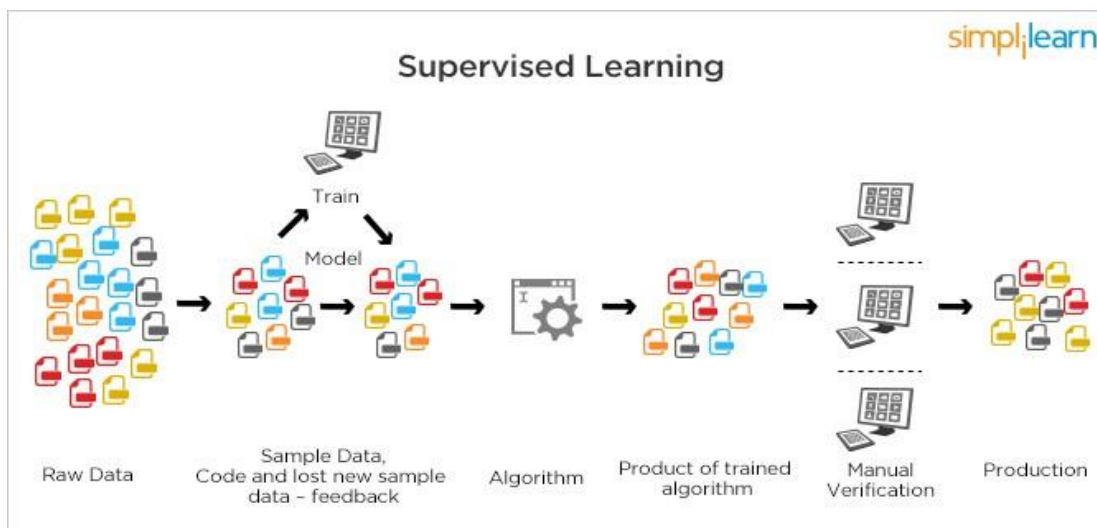 simplilearn
Supervised Learning
Train
Model
Raw Data
Sample Data,
Code and lost new sample
data – feedback
Algorithm
Product of trained
algorithm
Manual
Verification
Production